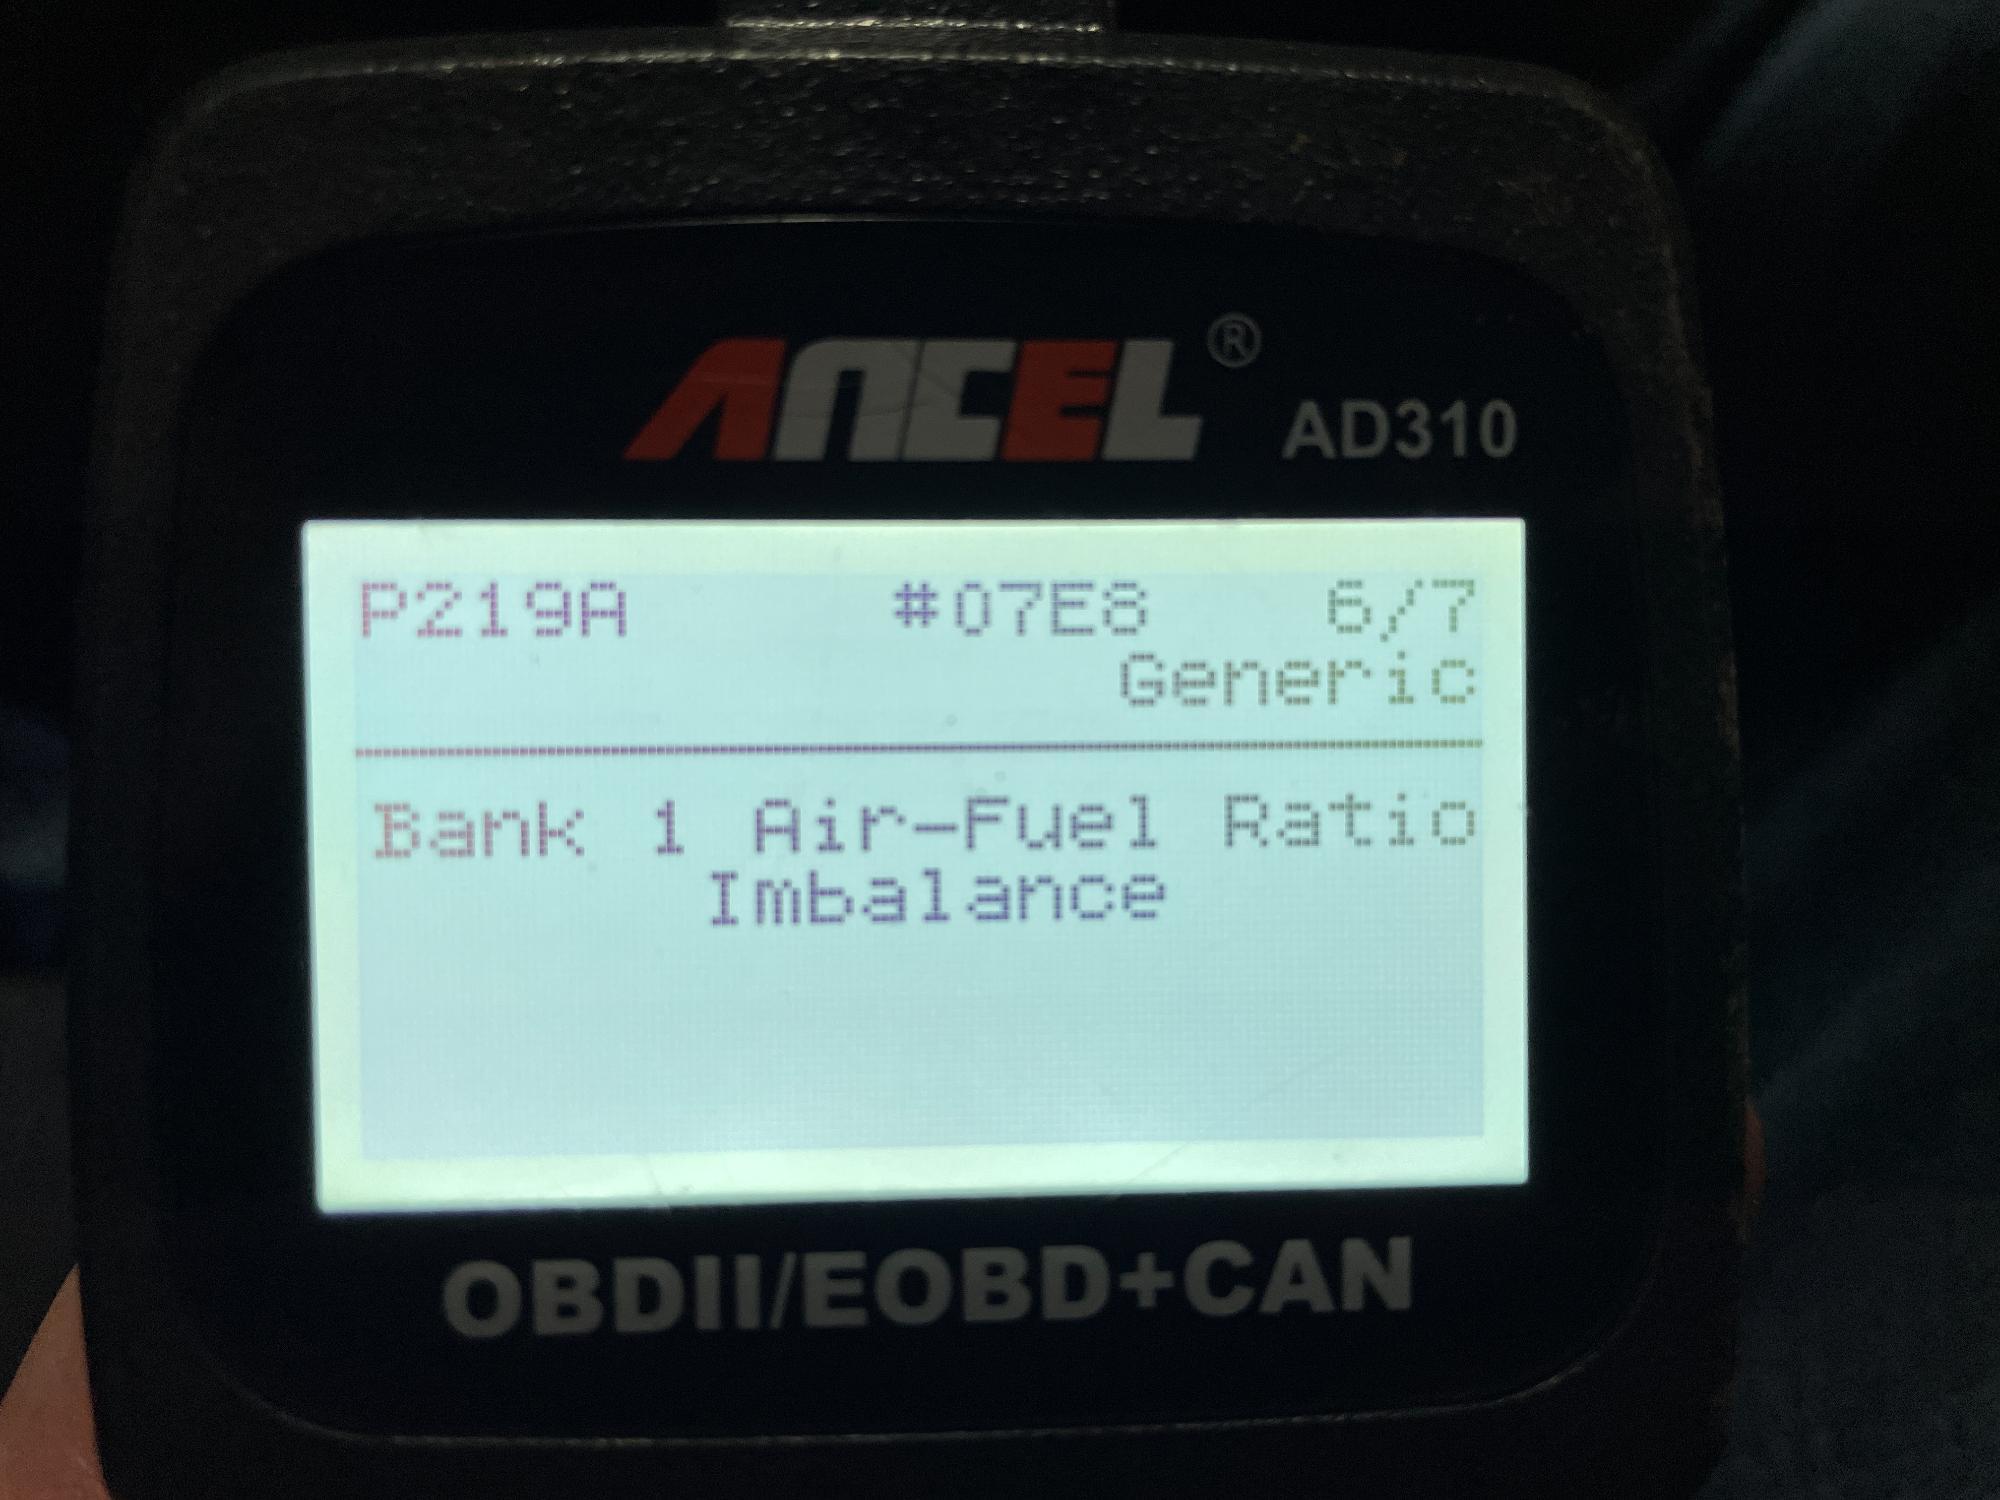 ANCEL®
AD310
P219A #07E8 6/7
Generic
Bank 1 Air-Fuel Ratio
Imbalance
OBDII/EOBD+CAN